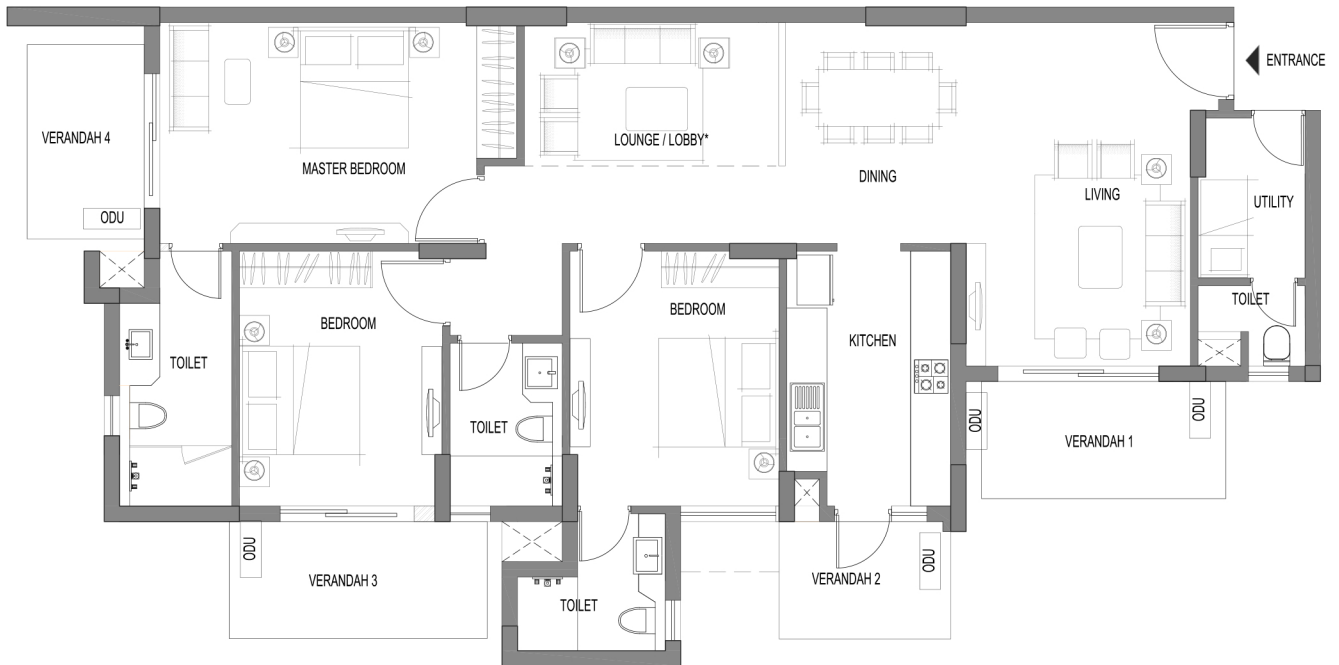 ENTRANCE
VERANDAH 4
LOUNGE / LOBBY*
MASTER BEDROOM
DINING
LIVING
UTILITY
ODU
TOILET
BEDROOM
BEDROOM
KITCHEN
TOILET
TOILET
ODU
ODU
VERANDAH 1
ODU
VERANDAH 3
VERANDAH 2
ODU
TOILET